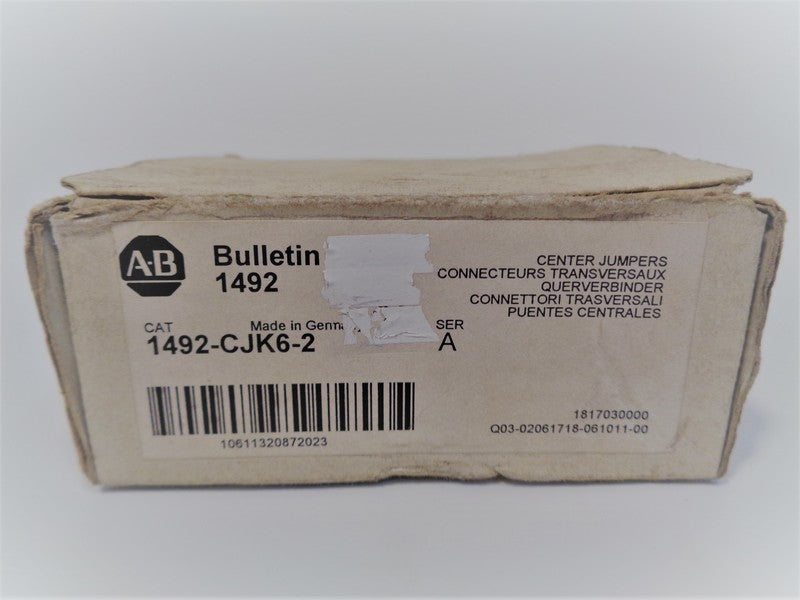 A·B
Bulletin
1492
CENTER JUMPERS
CONNECTEURS TRANSVERSAUX
QUERVERBINDER
CONNETTORI TRASVERSALI
PUENTES CENTRALES
CAT
Made in Germa
SER
1492-CJK6-2
A
10611320872023
1817030000
Q03-02061718-061011-00